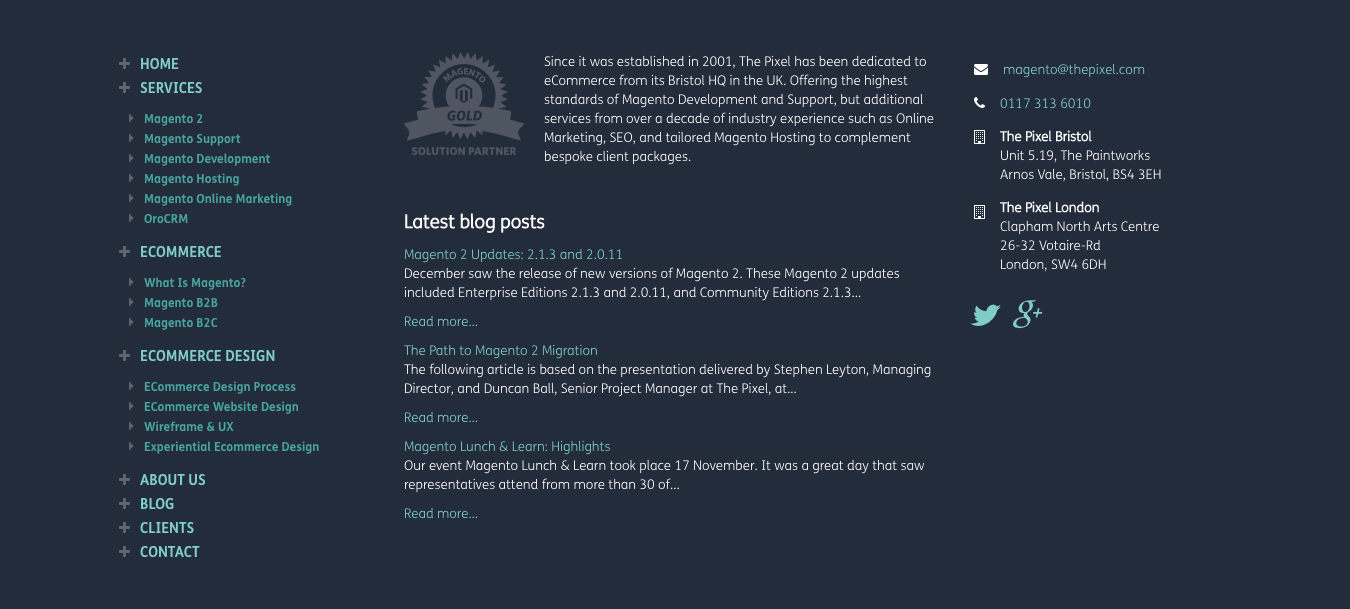 HOME
SERVICES
Magento 2
Magento Support
Magento Development
Magento Hosting
Magento Online Marketing
OroCRM
ECOMMERCE
What Is Magento?
Magento B2B
Magento B2C
ECOMMERCE DESIGN
ECommerce Design Process
ECommerce Website Design
Wireframe & UX
Experiential Ecommerce Design
ABOUT US
BLOG
CLIENTS
CONTACT
MAGENTO
GOLD
SOLUTION PARTNER
Since it was established in 2001, The Pixel has been dedicated to
eCommerce from its Bristol HQ in the UK. Offering the highest
standards of Magento Development and Support, but additional
services from over a decade of industry experience such as Online
Marketing, SEO, and tailored Magento Hosting to complement
bespoke client packages.
Latest blog posts
Magento 2 Updates: 2.1.3 and 2.0.11
December saw the release of new versions of Magento 2. These Magento 2 updates
included Enterprise Editions 2.1.3 and 2.0.11, and Community Editions 2.1.3...
Read more...
The Path to Magento 2 Migration
The following article is based on the presentation delivered by Stephen Leyton, Managing
Director, and Duncan Ball, Senior Project Manager at The Pixel, at...
Read more...
Magento Lunch & Learn: Highlights
Our event Magento Lunch & Learn took place 17 November. It was a great day that saw
representatives attend from more than 30 of...
Read more...
magento@thepixel.com
0117 313 6010
The Pixel Bristol
Unit 5.19, The Paintworks
Arnos Vale, Bristol, BS4 3EH
The Pixel London
Clapham North Arts Centre
26-32 Votaire-Rd
London, SW4 6DH
g+